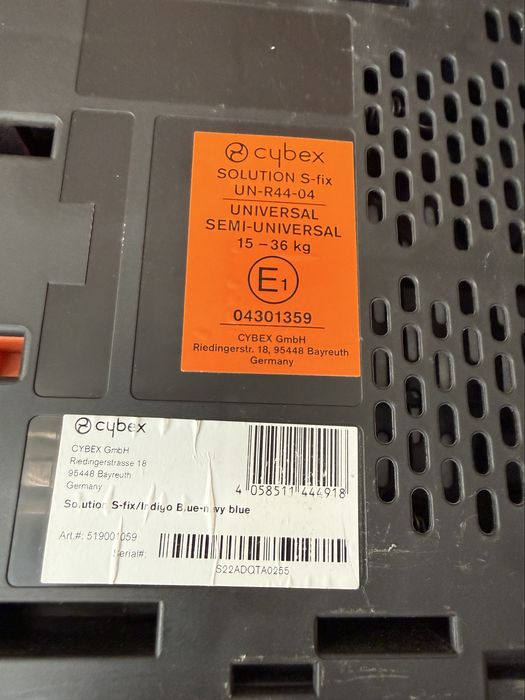 cybex
SOLUTION S-fix
UN-R44-04
UNIVERSAL
SEMI-UNIVERSAL
15 – 36 kg
E1
04301359
CYBEX GmbH
Riedingerstr. 18, 95448 Bayreuth
Germany
cybex
CYBEX GmbH
Riedingerstrasse 18
95448 Bayreuth
Germany
4 058511 444918
Solution S-fix/Indigo Blue-navy blue
Art.#: 519001059
Serial#:
S22ADQTA0255